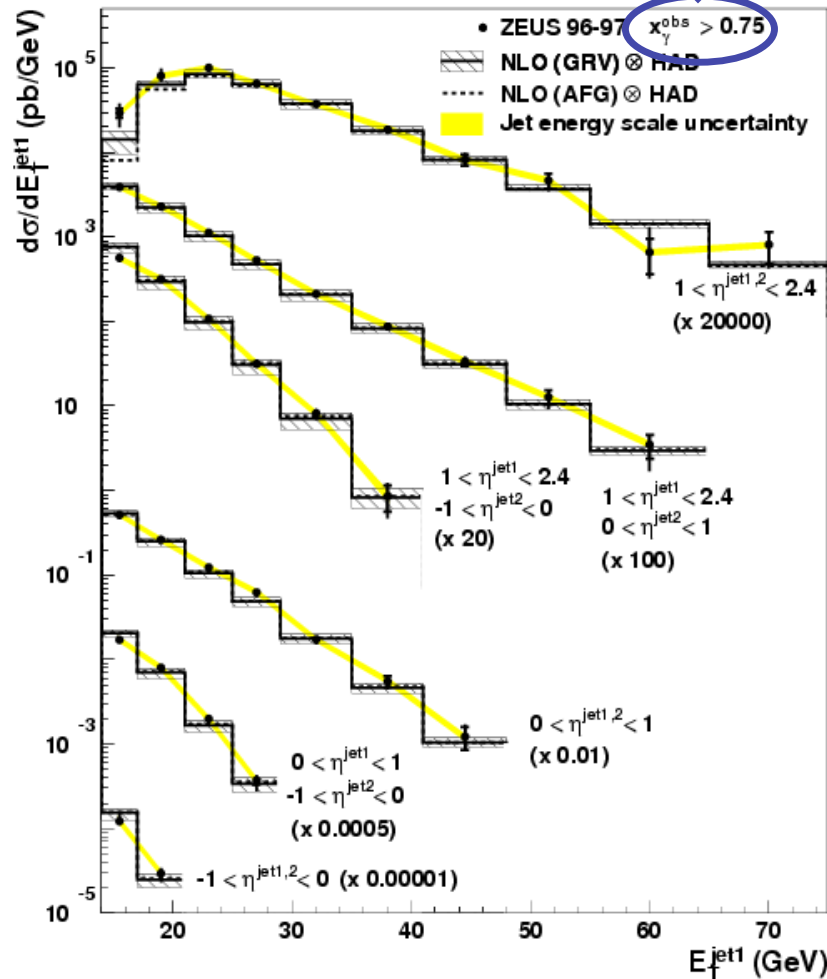 ZEUS 96-97 xγ^obs > 0.75
NLO (GRV) ⊗ HAD
NLO (AFG) ⊗ HAD
Jet energy scale uncertainty
dσ/dE_T^jet1 (pb/GeV)
10^5
10^3
10
10^-1
10^-3
10^-5
1 < η^jet1,2 < 2.4
(x 20000)
1 < η^jet1 < 2.4
-1 < η^jet2 < 0
(x 20)
1 < η^jet1 < 2.4
0 < η^jet2 < 1
(x 100)
0 < η^jet1,2 < 1
(x 0.01)
0 < η^jet1 < 1
-1 < η^jet2 < 0
(x 0.0005)
-1 < η^jet1,2 < 0 (x 0.00001)
20 30 40 50 60 70
E_T^jet1 (GeV)